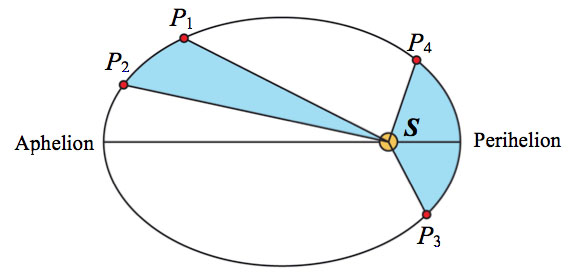 P₁
P₄
P₂
S
Aphelion
Perihelion
P₃